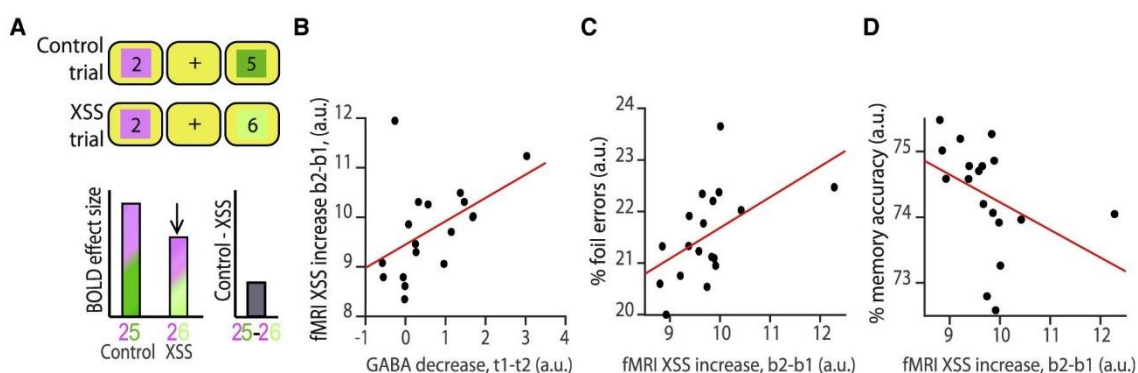 A
Control
trial
2
+
5
XSS
trial
2
+
6
BOLD effect size
25
Control
26
XSS
Control - XSS
25-26
B
fMRI XSS increase b2-b1, (a.u.)
12
11
10
9
8
-1 0 1 2 3 4
GABA decrease, t1-t2 (a.u.)
C
% foil errors (a.u.)
24
23
22
21
20
9 10 11 12
fMRI XSS increase, b2-b1 (a.u.)
D
% memory accuracy (a.u.)
75
74
73
9 10 11 12
fMRI XSS increase, b2-b1 (a.u.)